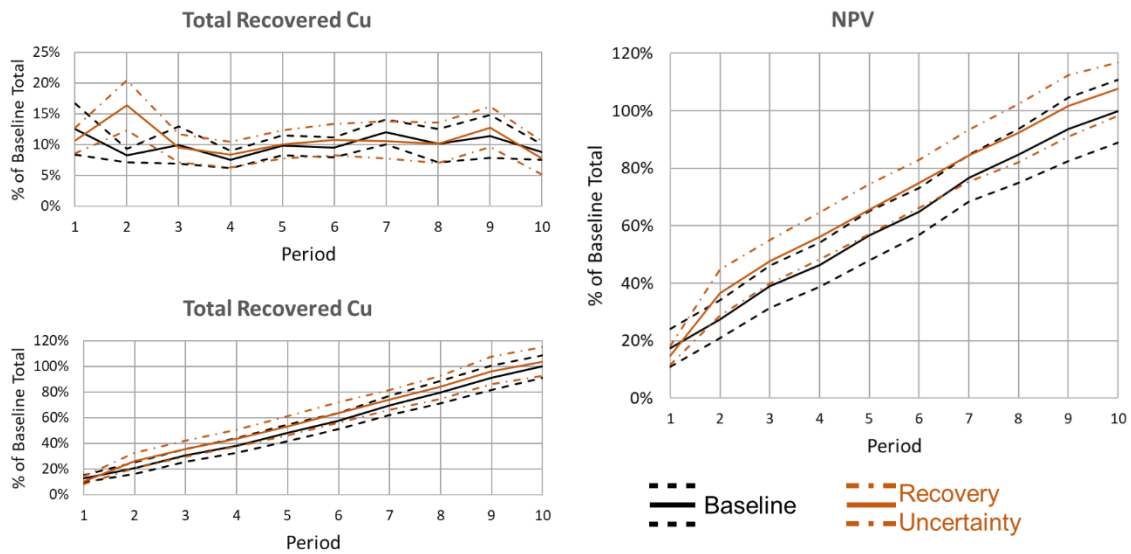 Total Recovered Cu
% of Baseline Total
25%
20%
15%
10%
5%
0%
1 2 3 4 5 6 7 8 9 10
Period
Total Recovered Cu
% of Baseline Total
120%
100%
80%
60%
40%
20%
0%
1 2 3 4 5 6 7 8 9 10
Period
NPV
% of Baseline Total
120%
100%
80%
60%
40%
20%
0%
1 2 3 4 5 6 7 8 9 10
Period
Baseline
Recovery
Uncertainty